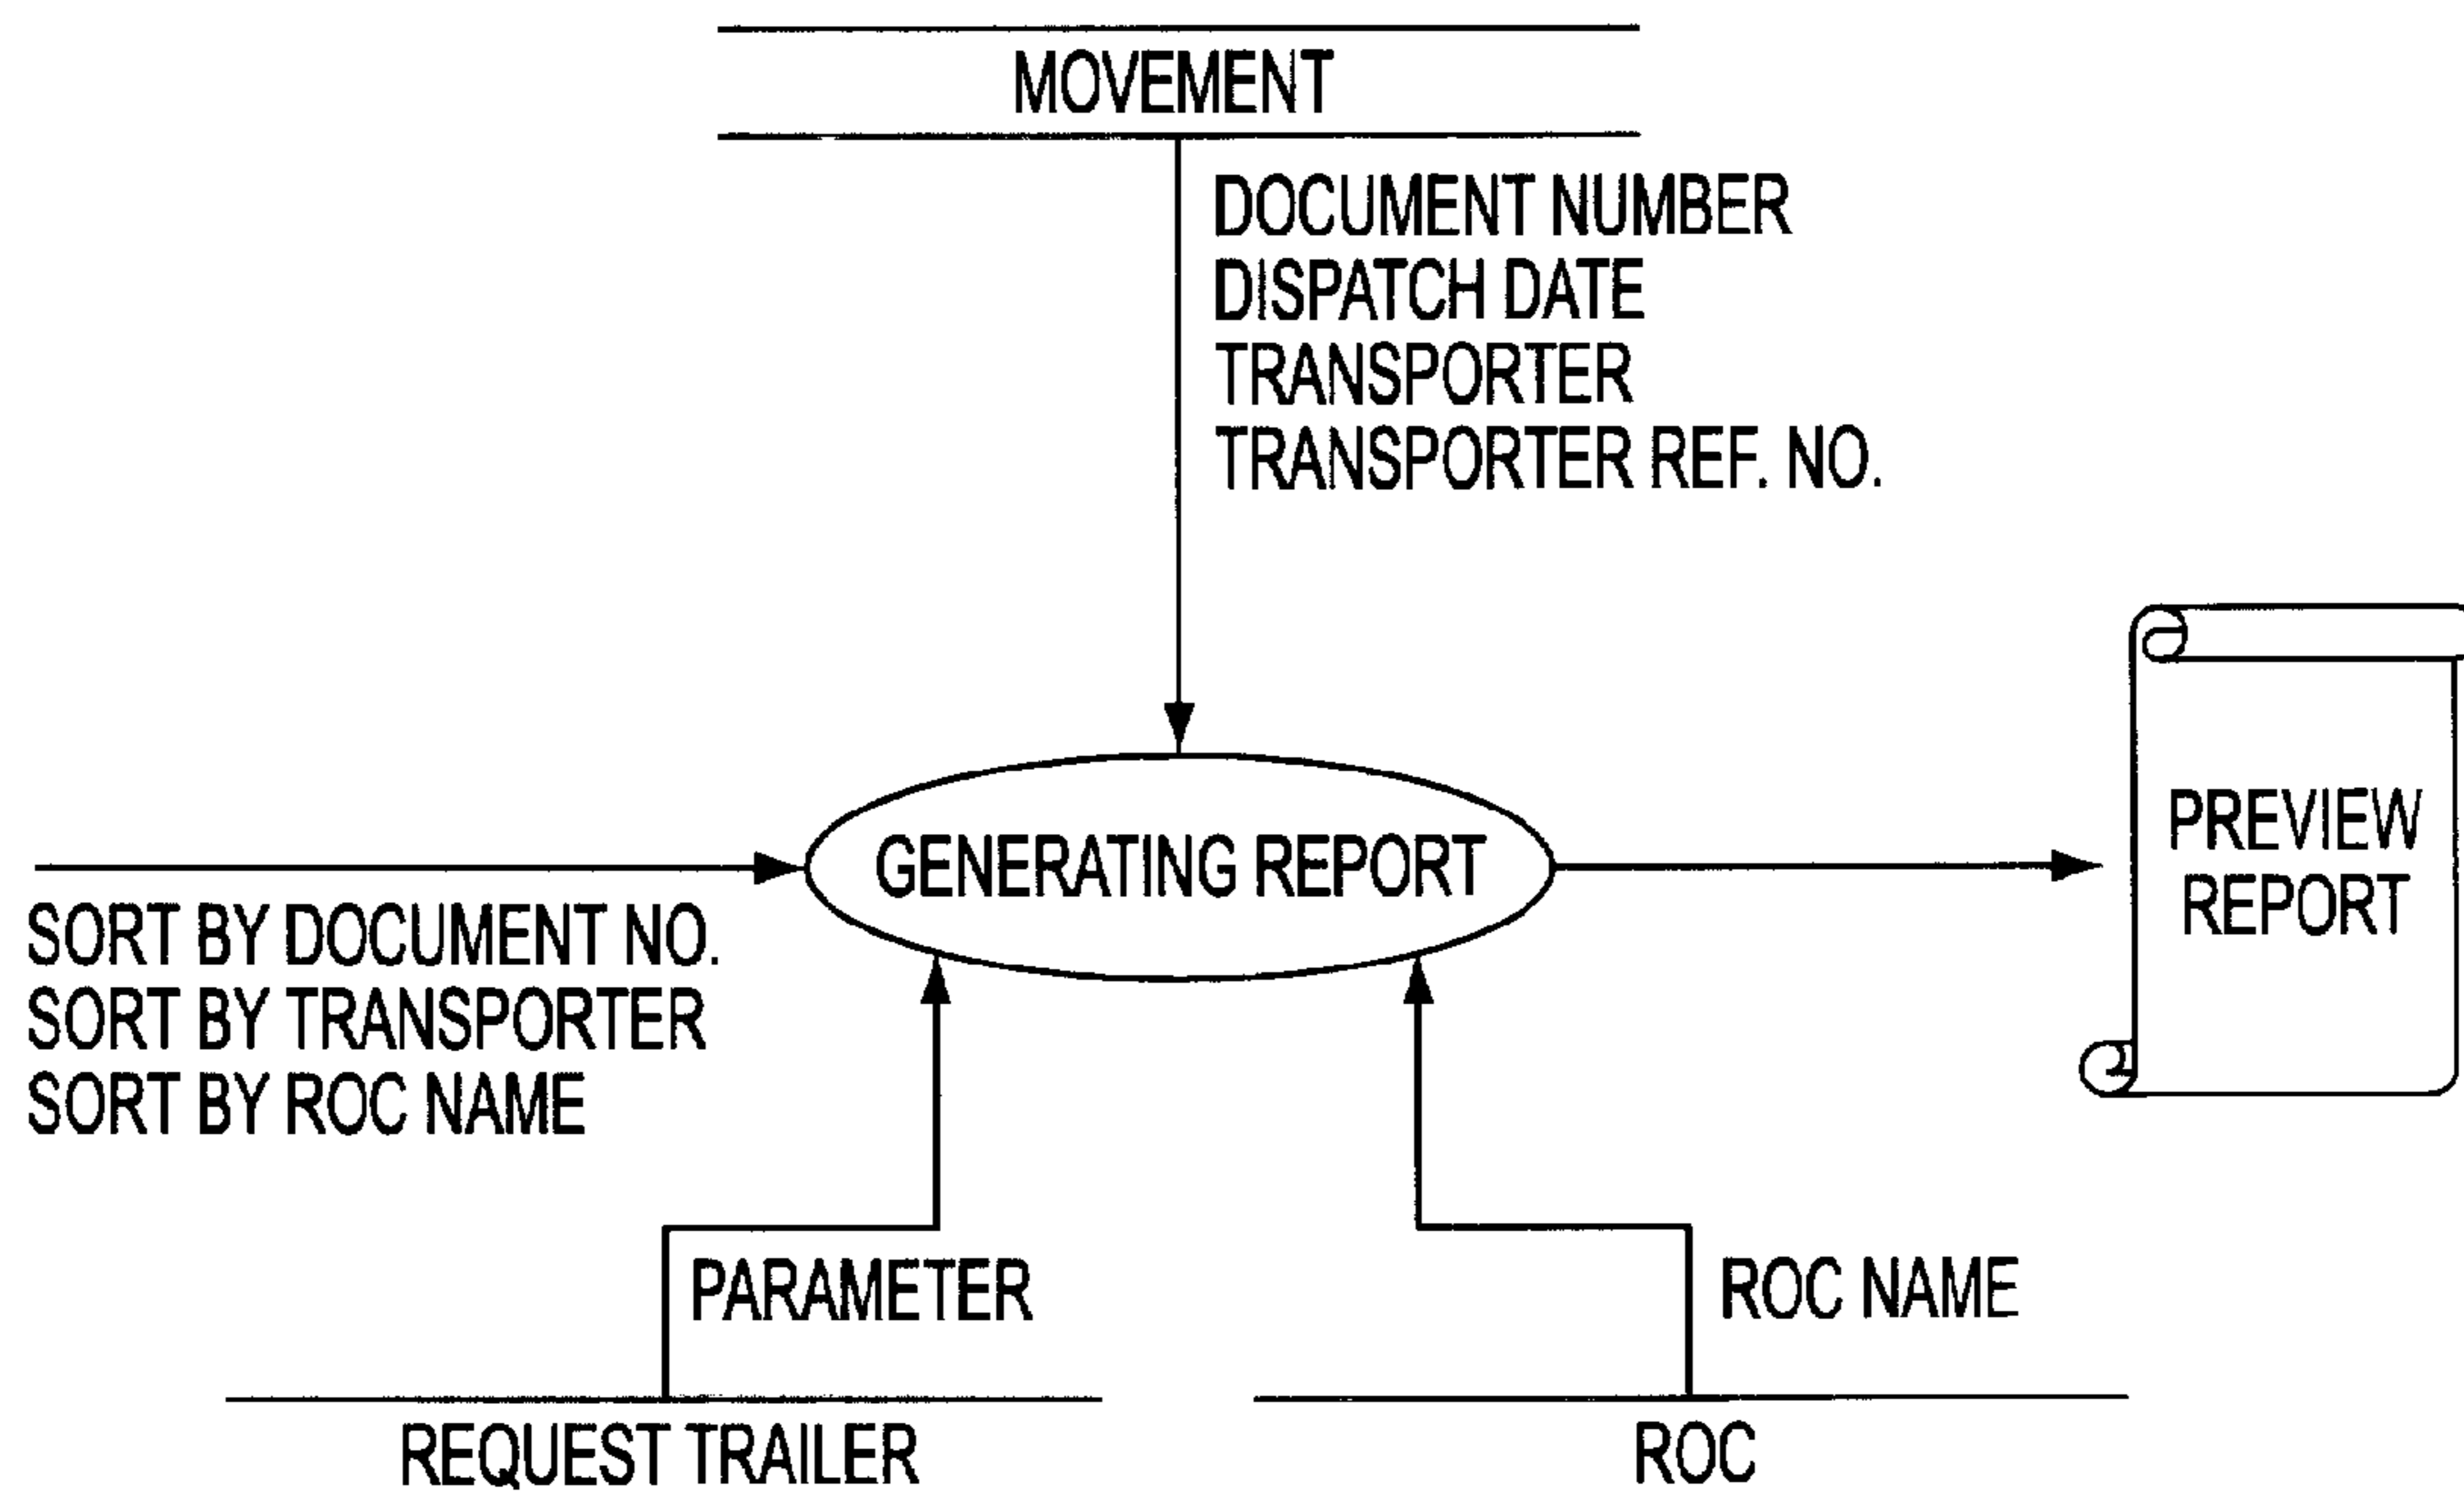 MOVEMENT
DOCUMENT NUMBER
DISPATCH DATE
TRANSPORTER
TRANSPORTER REF. NO.
GENERATING REPORT
PREVIEW
REPORT
SORT BY DOCUMENT NO.
SORT BY TRANSPORTER
SORT BY ROC NAME
PARAMETER
ROC NAME
REQUEST TRAILER
ROC